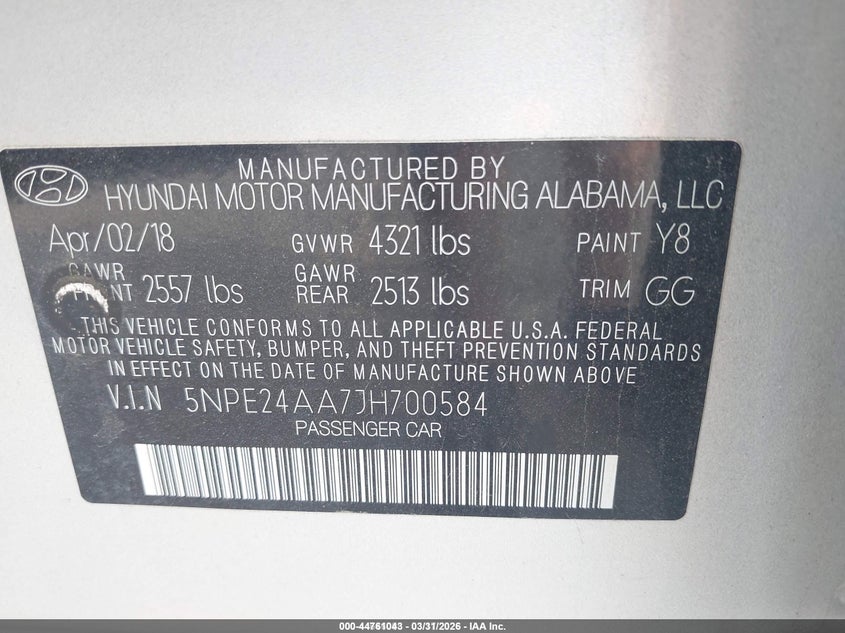 MANUFACTURED BY
HYUNDAI MOTOR MANUFACTURING ALABAMA, LLC
Apr/02/18 GVWR 4321 lbs PAINT Y8
GAWR FRONT 2557 lbs GAWR REAR 2513 lbs TRIM GG
THIS VEHICLE CONFORMS TO ALL APPLICABLE U.S.A. FEDERAL
MOTOR VEHICLE SAFETY, BUMPER, AND THEFT PREVENTION STANDARDS
IN EFFECT ON THE DATE OF MANUFACTURE SHOWN ABOVE
V.I.N 5NPE24AA7JH700584
PASSENGER CAR
000-44761043 - 03/31/2026 - IAA Inc.